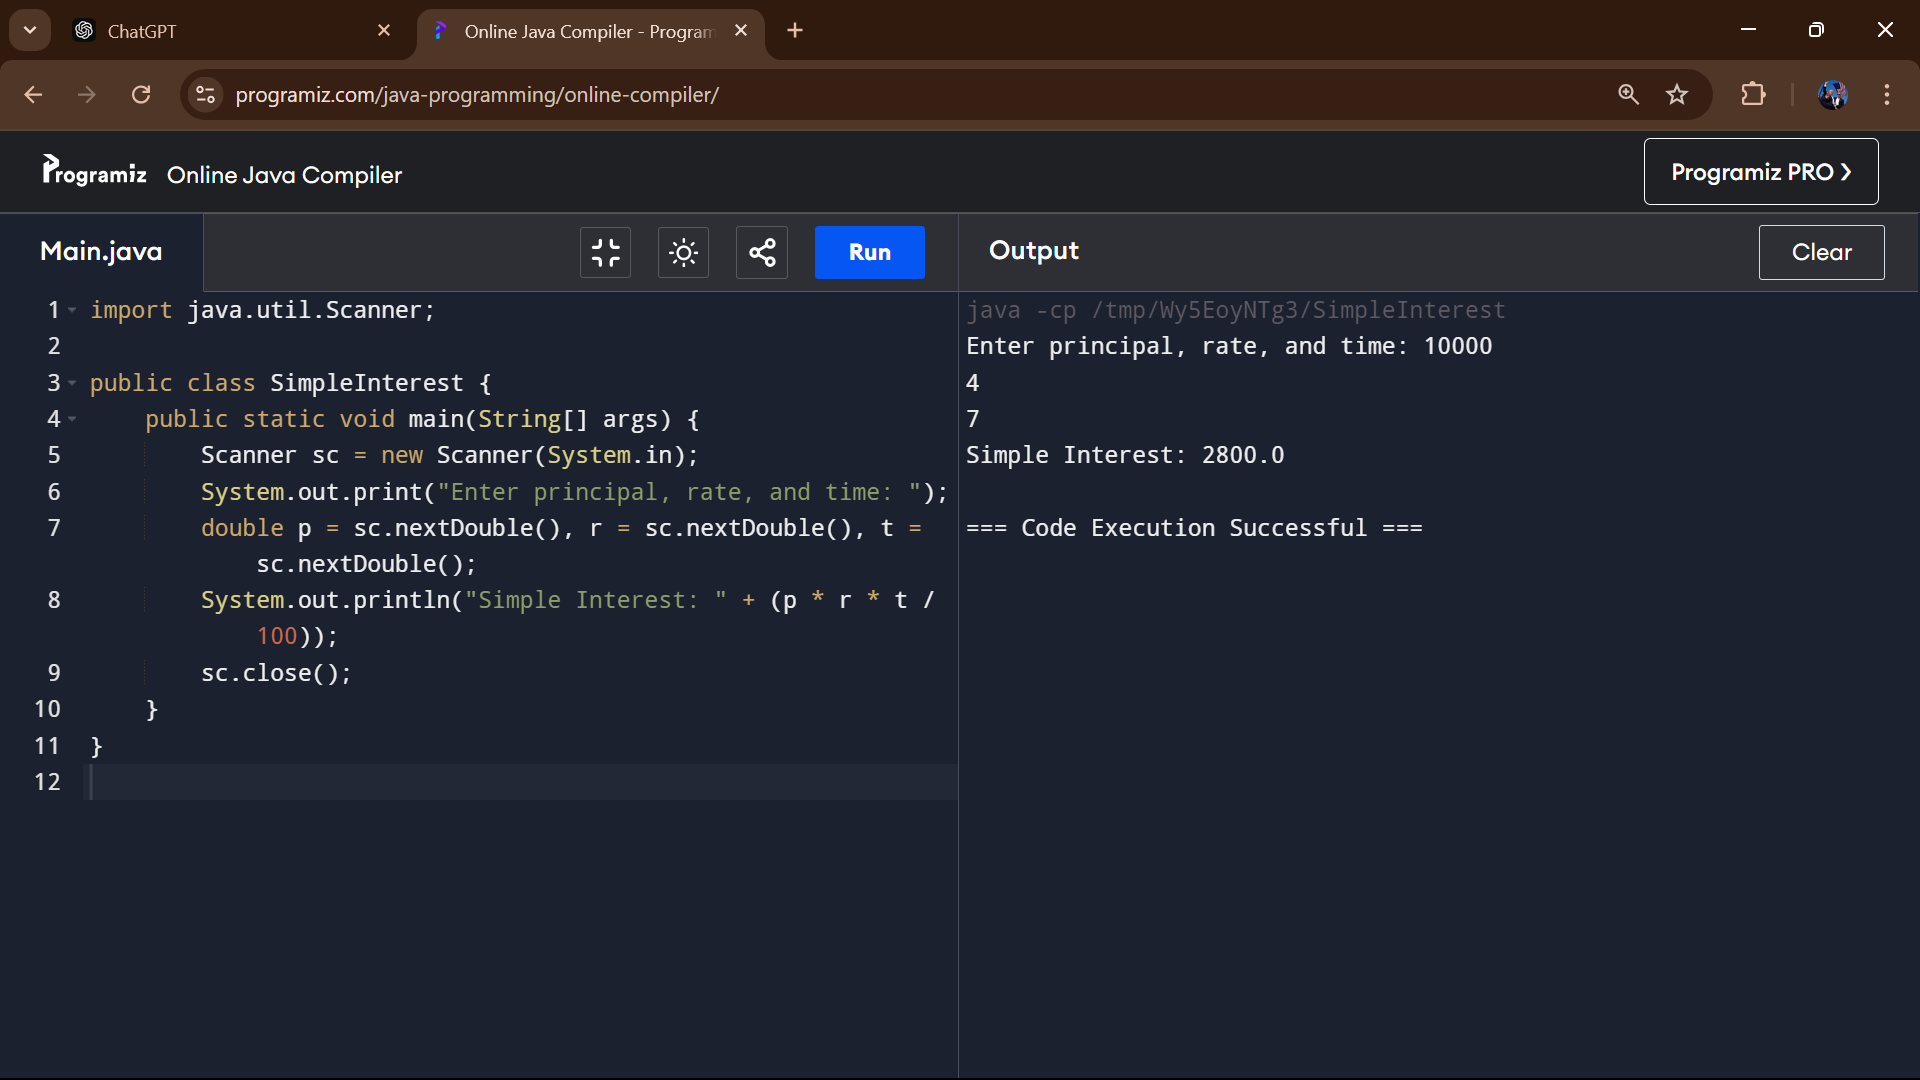 ChatGPT
Online Java Compiler - Program
programiz.com/java-programming/online-compiler/
Programiz Online Java Compiler
Programiz PRO ❯
Main.java
Run
Output
Clear
1 import java.util.Scanner;
2
3 public class SimpleInterest {
4     public static void main(String[] args) {
5         Scanner sc = new Scanner(System.in);
6         System.out.print("Enter principal, rate, and time: ");
7         double p = sc.nextDouble(), r = sc.nextDouble(), t =
            sc.nextDouble();
8         System.out.println("Simple Interest: " + (p * r * t /
            100));
9         sc.close();
10     }
11 }
12
java -cp /tmp/Wy5EoyNTg3/SimpleInterest
Enter principal, rate, and time: 10000
4
7
Simple Interest: 2800.0
=== Code Execution Successful ===